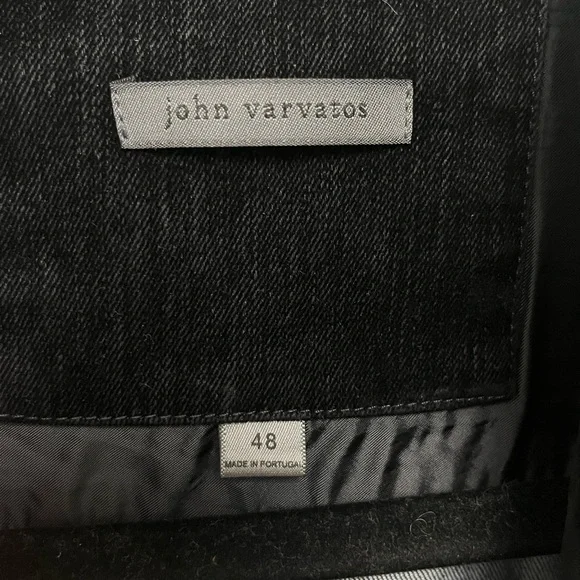 john varvatos
48
MADE IN PORTUGAL